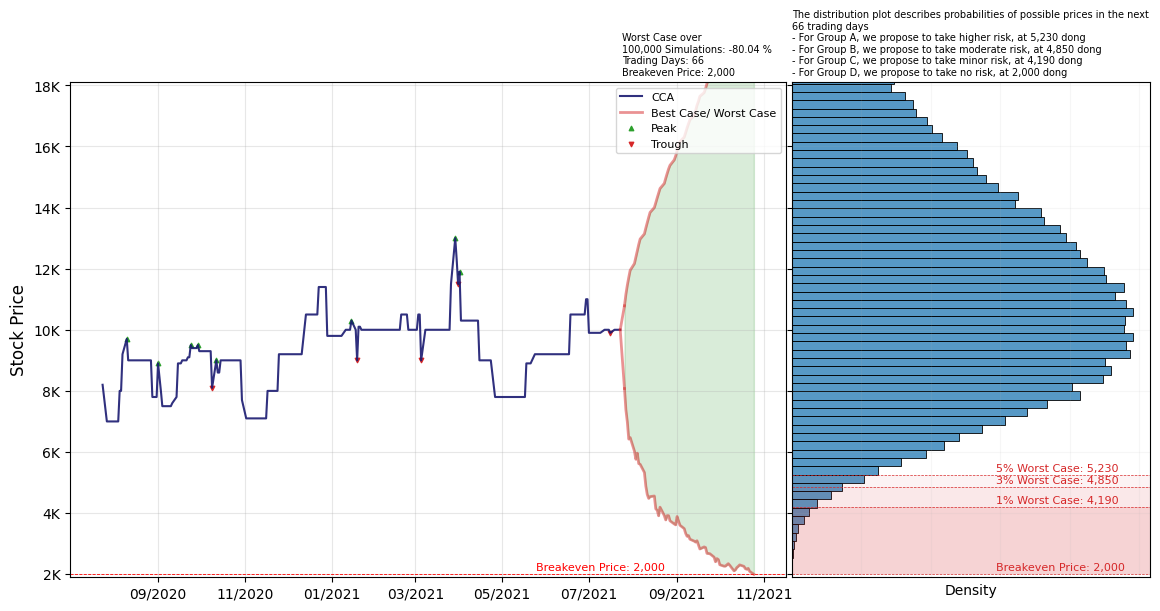 The distribution plot describes probabilities of possible prices in the next
66 trading days
- For Group A, we propose to take higher risk, at 5,230 dong
- For Group B, we propose to take moderate risk, at 4,850 dong
- For Group C, we propose to take minor risk, at 4,190 dong
- For Group D, we propose to take no risk, at 2,000 dong
Worst Case over
100,000 Simulations: -80.04 %
Trading Days: 66
Breakeven Price: 2,000
CCA
Best Case/ Worst Case
Peak
Trough
18K
16K
14K
12K
10K
8K
6K
4K
2K
Stock Price
5% Worst Case: 5,230
3% Worst Case: 4,850
1% Worst Case: 4,190
Breakeven Price: 2,000
Breakeven Price: 2,000
09/2020
11/2020
01/2021
03/2021
05/2021
07/2021
09/2021
11/2021
Density